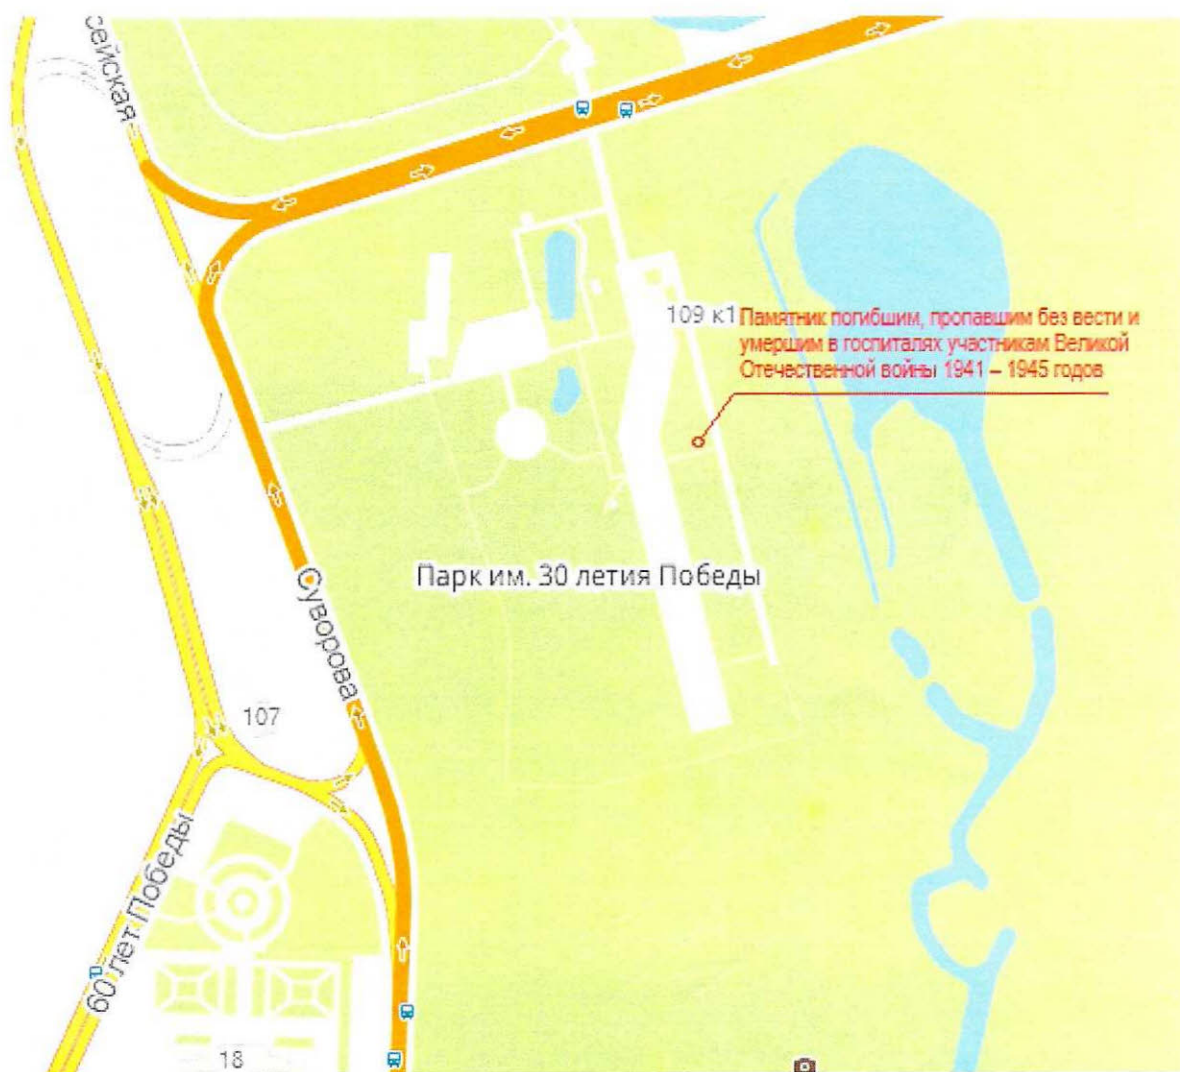 сейская
109 к1
Памятник погибшим, пропавшим без вести и
умершим в госпиталях участникам Великой
Отечественной войны 1941 – 1945 годов
Парк им. 30 летия Победы
Суворова
107
60 лет Победы
18